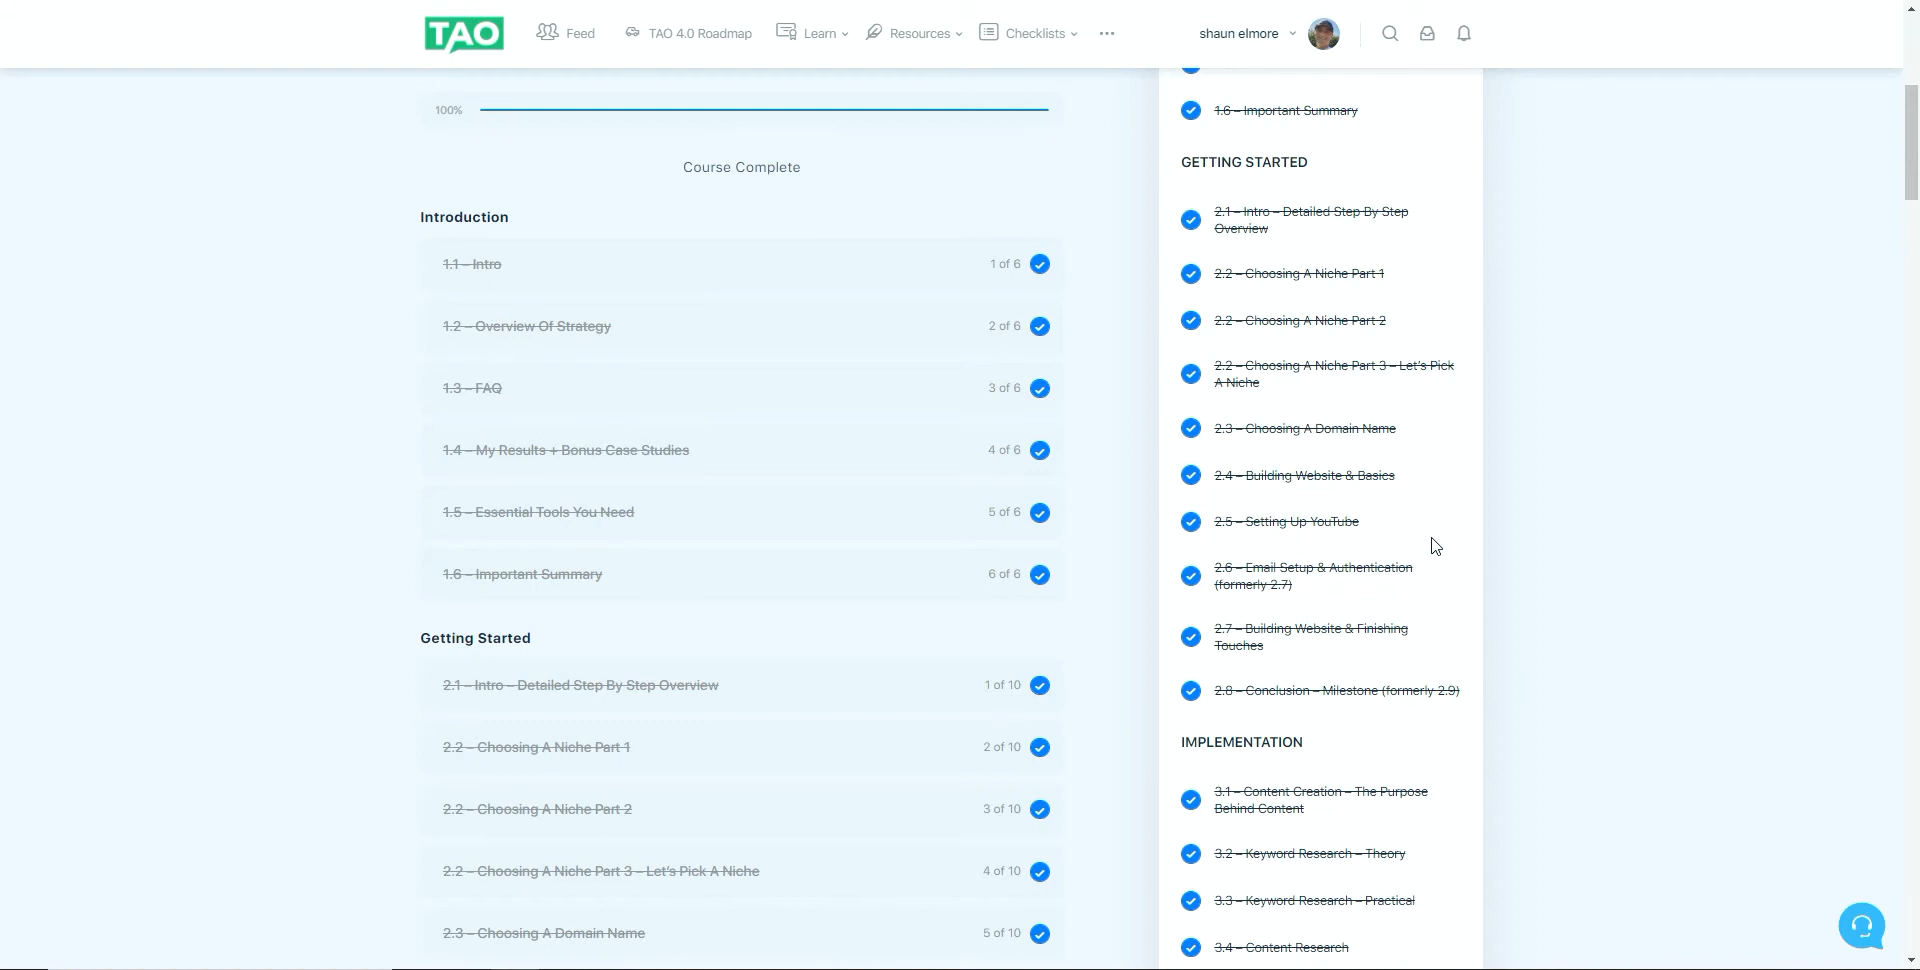 TAO
Feed
TAO 4.0 Roadmap
Learn
Resources
Checklists
shaun elmore
100%
Course Complete
Introduction
1.1 – Intro
1 of 6
1.2 – Overview Of Strategy
2 of 6
1.3 – FAQ
3 of 6
1.4 – My Results + Bonus Case Studies
4 of 6
1.5 – Essential Tools You Need
5 of 6
1.6 – Important Summary
6 of 6
Getting Started
2.1 – Intro – Detailed Step By Step Overview
1 of 10
2.2 – Choosing A Niche Part 1
2 of 10
2.2 – Choosing A Niche Part 2
3 of 10
2.2 – Choosing A Niche Part 3 – Let's Pick A Niche
4 of 10
2.3 – Choosing A Domain Name
5 of 10
1.6 – Important Summary
GETTING STARTED
2.1 – Intro – Detailed Step By Step
Overview
2.2 – Choosing A Niche Part 1
2.2 – Choosing A Niche Part 2
2.2 – Choosing A Niche Part 3 – Let's Pick
A Niche
2.3 – Choosing A Domain Name
2.4 – Building Website & Basics
2.5 – Setting Up YouTube
2.6 – Email Setup & Authentication
(formerly 2.7)
2.7 – Building Website & Finishing
Touches
2.8 – Conclusion – Milestone (formerly 2.9)
IMPLEMENTATION
3.1 – Content Creation – The Purpose
Behind Content
3.2 – Keyword Research – Theory
3.3 – Keyword Research – Practical
3.4 – Content Research